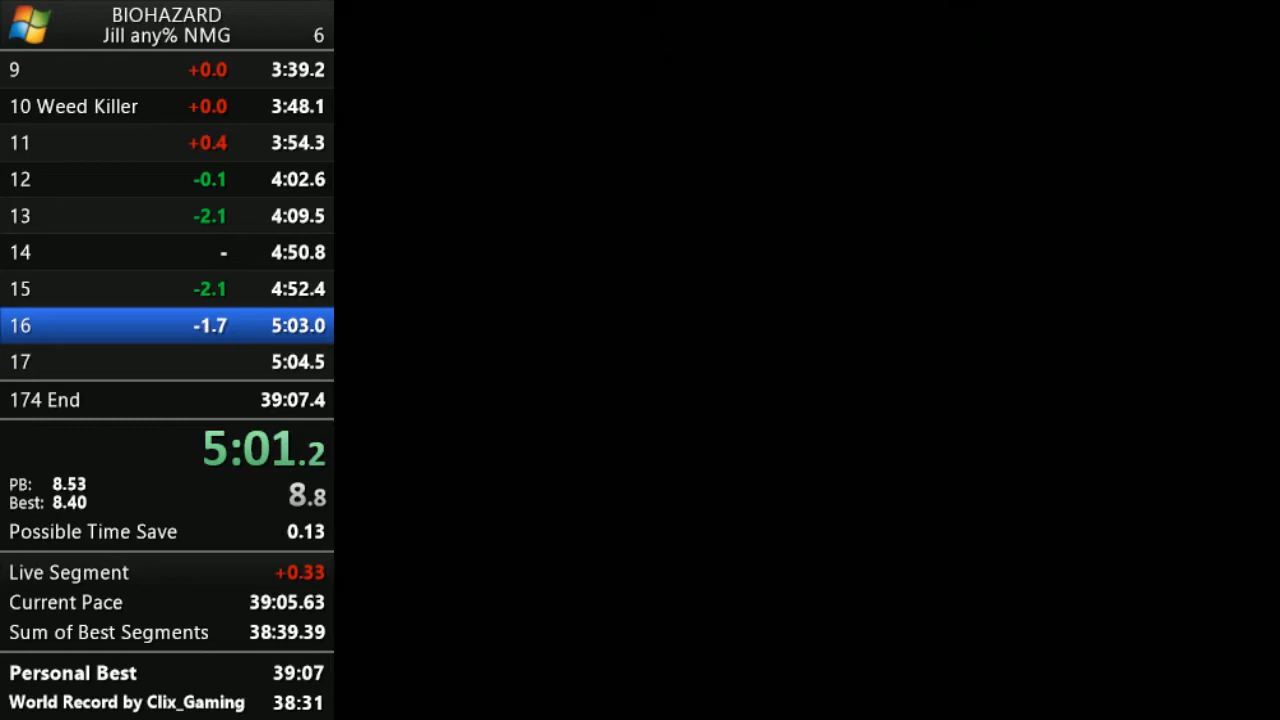 BIOHAZARD
Jill any% NMG 6
9 +0.0 3:39.2
10 Weed Killer +0.0 3:48.1
11 +0.4 3:54.3
12 -0.1 4:02.6
13 -2.1 4:09.5
14 - 4:50.8
15 -2.1 4:52.4
16 -1.7 5:03.0
17 5:04.5
174 End 39:07.4
5:01.2
PB: 8.53 8.8
Best: 8.40
Possible Time Save 0.13
Live Segment +0.33
Current Pace 39:05.63
Sum of Best Segments 38:39.39
Personal Best 39:07
World Record by Clix_Gaming 38:31